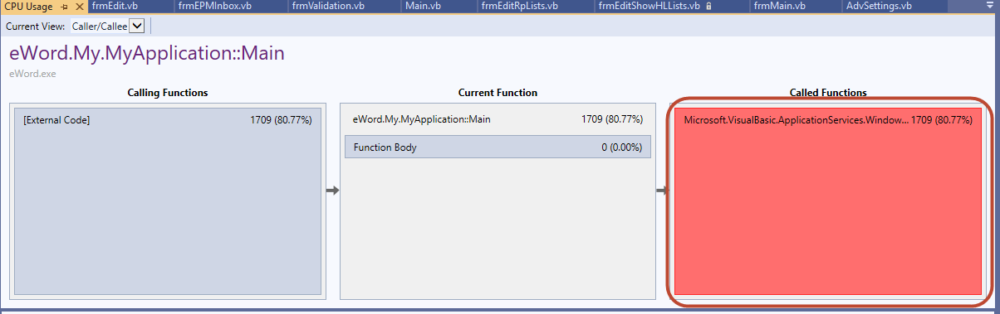 CPU Usage frmEdit.vb frmEPMInbox.vb frmValidation.vb Main.vb frmEditRpLists.vb frmEditShowHLLists.vb frmMain.vb AdvSettings.vb
Current View: Caller/Callee
eWord.My.MyApplication::Main
eWord.exe
Calling Functions Current Function Called Functions
[External Code] 1709 (80.77%) eWord.My.MyApplication::Main 1709 (80.77%) Microsoft.VisualBasic.ApplicationServices.Window... 1709 (80.77%)
Function Body 0 (0.00%)